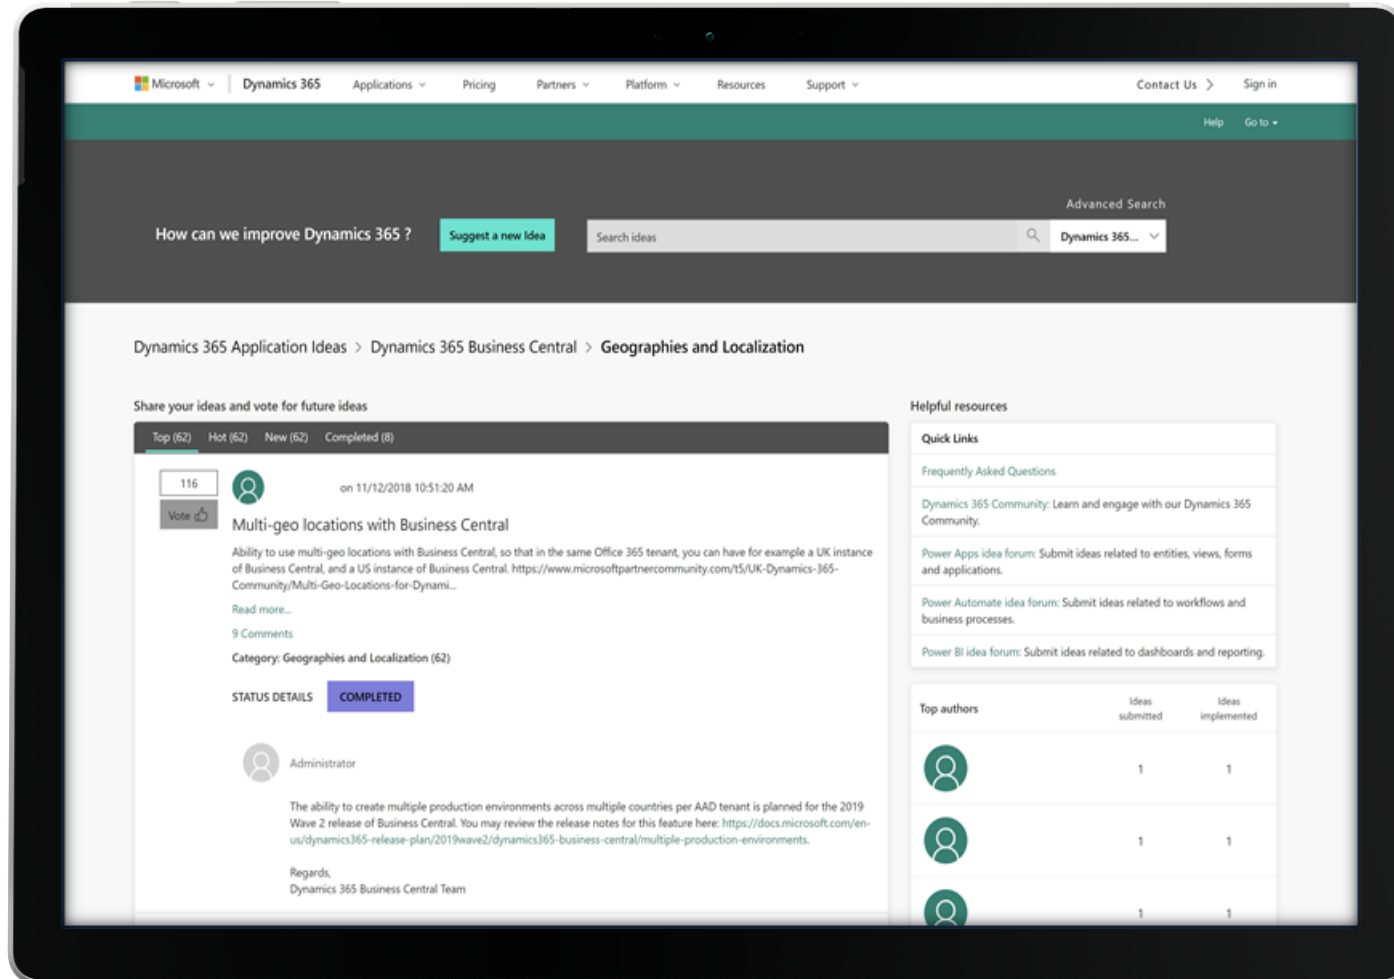 Microsoft
Dynamics 365
Applications
Pricing
Partners
Platform
Resources
Support
Contact Us
Sign in
Help
Go to
Advanced Search
How can we improve Dynamics 365 ?
Suggest a new Idea
Search ideas
Dynamics 365...
Dynamics 365 Application Ideas > Dynamics 365 Business Central > Geographies and Localization
Share your ideas and vote for future ideas
Top (62) Hot (62) New (62) Completed (8)
116
Vote
on 11/12/2018 10:51:20 AM
Multi-geo locations with Business Central
Ability to use multi-geo locations with Business Central, so that in the same Office 365 tenant, you can have for example a UK instance
of Business Central, and a US instance of Business Central. https://www.microsoftpartnercommunity.com/t5/UK-Dynamics-365-
Community/Multi-Geo-Locations-for-Dynami...
Read more...
9 Comments
Category: Geographies and Localization (62)
STATUS DETAILS
COMPLETED
Administrator
The ability to create multiple production environments across multiple countries per AAD tenant is planned for the 2019
Wave 2 release of Business Central. You may review the release notes for this feature here: https://docs.microsoft.com/en-
us/dynamics365-release-plan/2019wave2/dynamics365-business-central/multiple-production-environments.
Regards,
Dynamics 365 Business Central Team
Helpful resources
Quick Links
Frequently Asked Questions
Dynamics 365 Community: Learn and engage with our Dynamics 365
Community.
Power Apps idea forum: Submit ideas related to entities, views, forms
and applications.
Power Automate idea forum: Submit ideas related to workflows and
business processes.
Power BI idea forum: Submit ideas related to dashboards and reporting.
Top authors
Ideas
submitted
Ideas
implemented
1 1
1 1
1 1